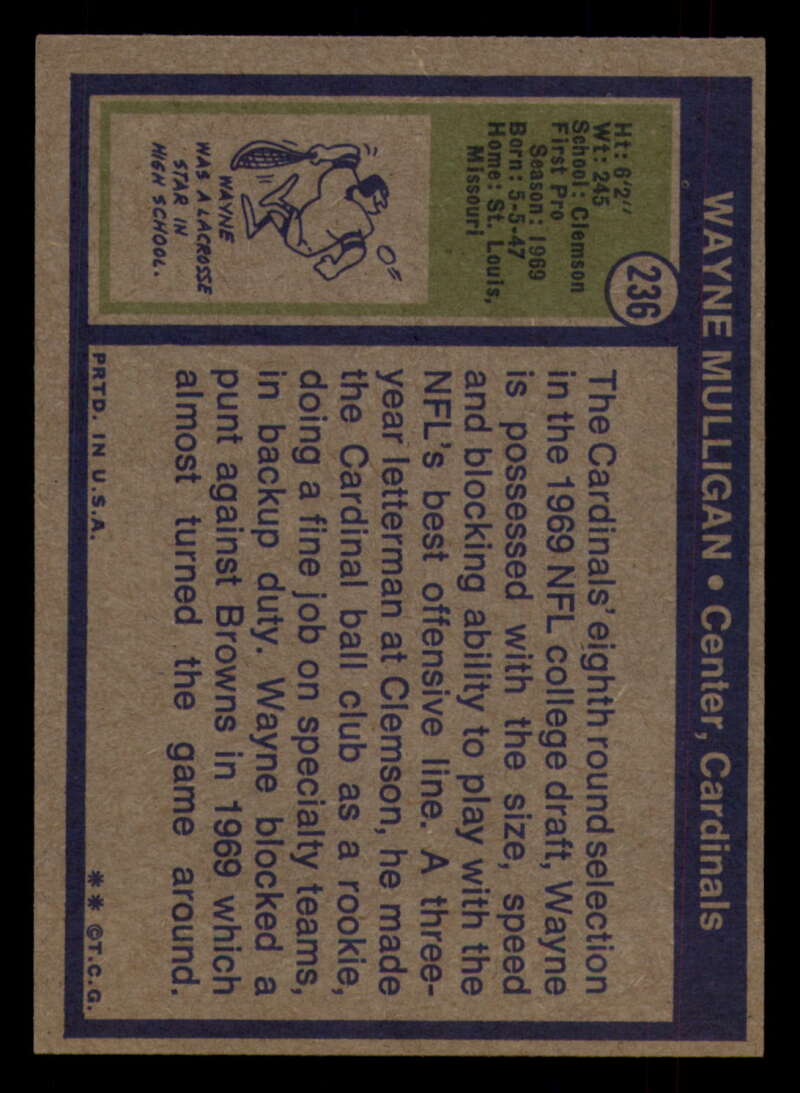 WAYNE MULLIGAN • Center, Cardinals
236
Ht: 6'2"
Wt: 245
School: Clemson
First Pro
Season: 1969
Born: 5-5-47
Home: St. Louis,
Missouri
WAYNE
WAS A LACROSSE
STAR IN
HIGH SCHOOL.
The Cardinals' eighth round selection
in the 1969 NFL college draft, Wayne
is possessed with the size, speed
and blocking ability to play with the
NFL's best offensive line. A three-
year letterman at Clemson, he made
the Cardinal ball club as a rookie,
doing a fine job on specialty teams,
in backup duty. Wayne blocked a
punt against Browns in 1969 which
almost turned the game around.
PRTD. IN U.S.A.
** ©T.C.G.